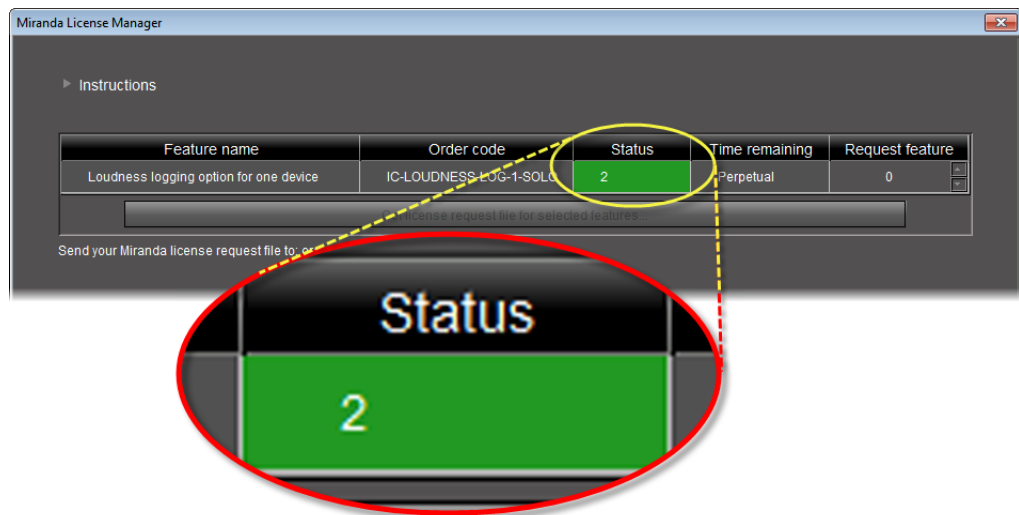 Miranda License Manager
Instructions
Feature name Order code Status Time remaining Request feature
Loudness logging option for one device IC-LOUDNESS-LOG-1-SOLO 2 Perpetual 0
license request file for selected features...
Send your Miranda license request file to:
Status
2